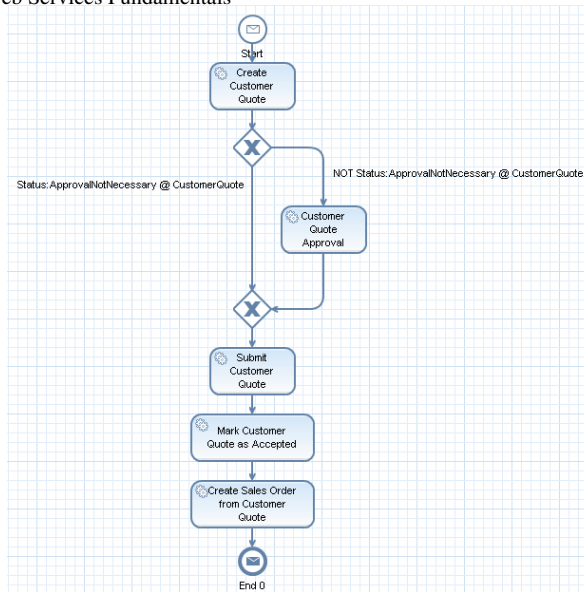 eb Services Fundamentals
Start
Create
Customer
Quote
NOT Status:ApprovalNotNecessary @ CustomerQuote
Status:ApprovalNotNecessary @ CustomerQuote
Customer
Quote
Approval
Submit
Customer
Quote
Mark Customer
Quote as Accepted
Create Sales Order
from Customer
Quote
End 0